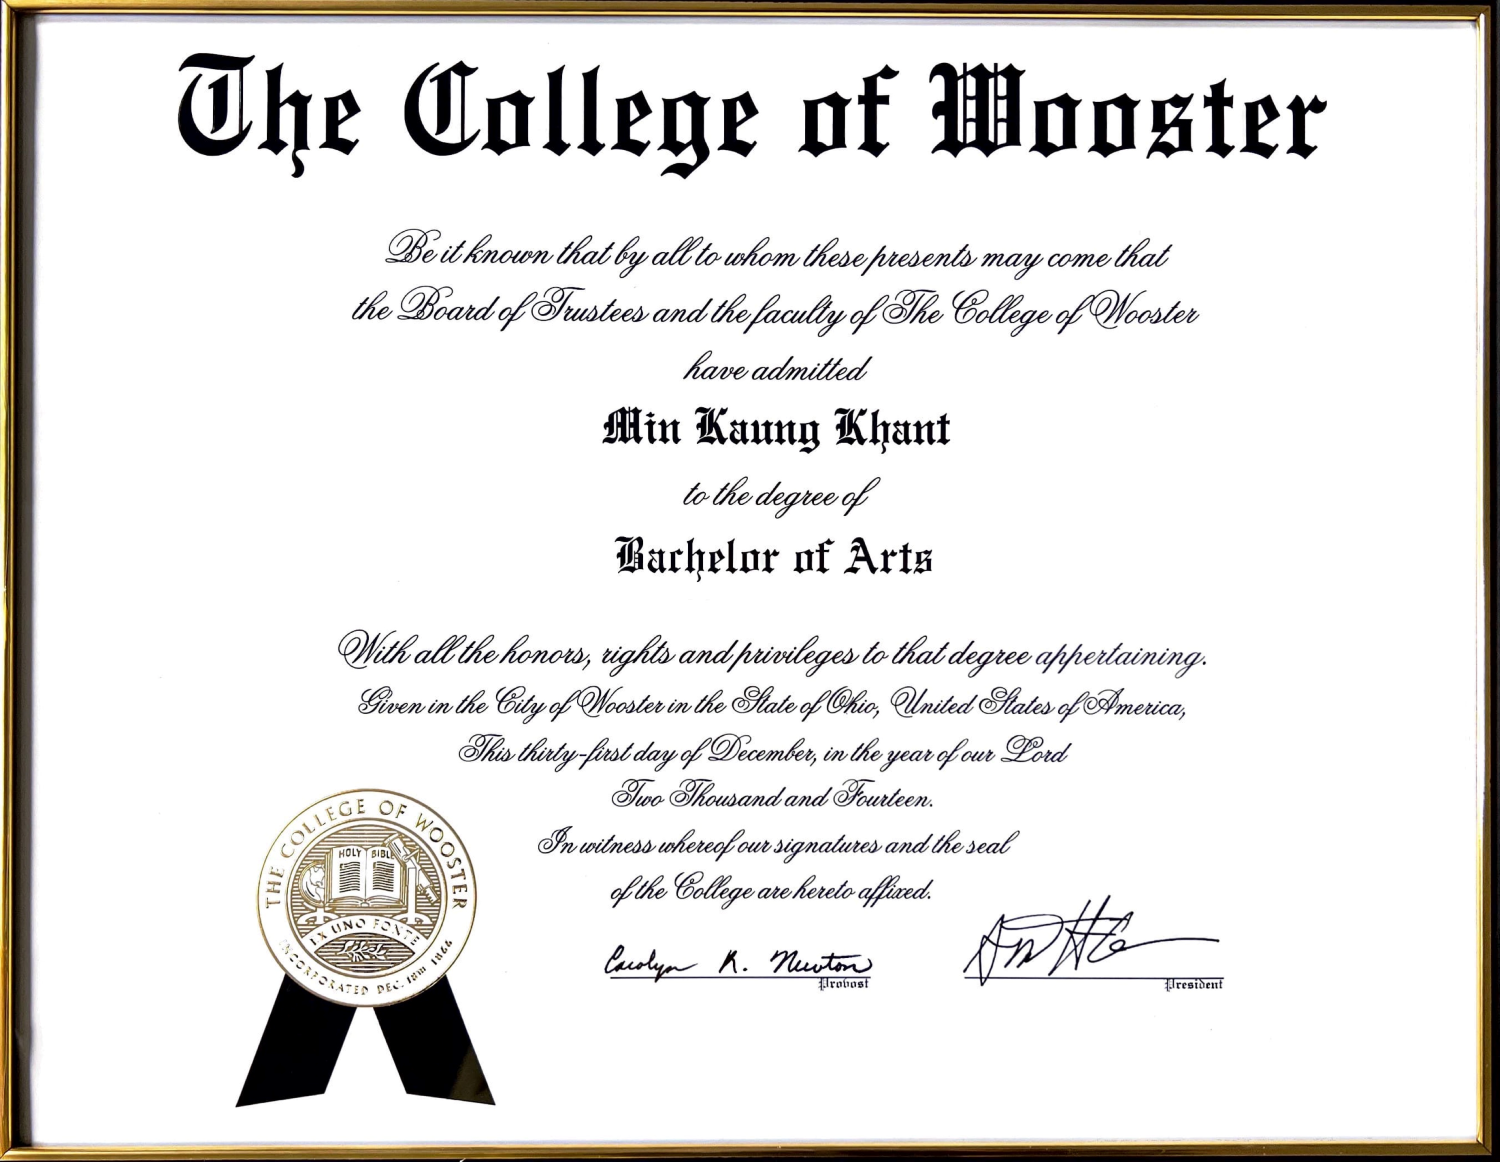 The College of Wooster
Be it known that by all to whom these presents may come that
the Board of Trustees and the faculty of The College of Wooster
have admitted
Min Kaung Khant
to the degree of
Bachelor of Arts
With all the honors, rights and privileges to that degree appertaining.
Given in the City of Wooster in the State of Ohio, United States of America,
This thirty-first day of December, in the year of our Lord
Two Thousand and Fourteen.
In witness whereof our signatures and the seal
of the College are hereto affixed.
Carolyn R. Newton
Provost
President
THE COLLEGE OF WOOSTER
HOLY BIBLE
EX UNO FONTE
INCORPORATED DEC. 18TH 1866